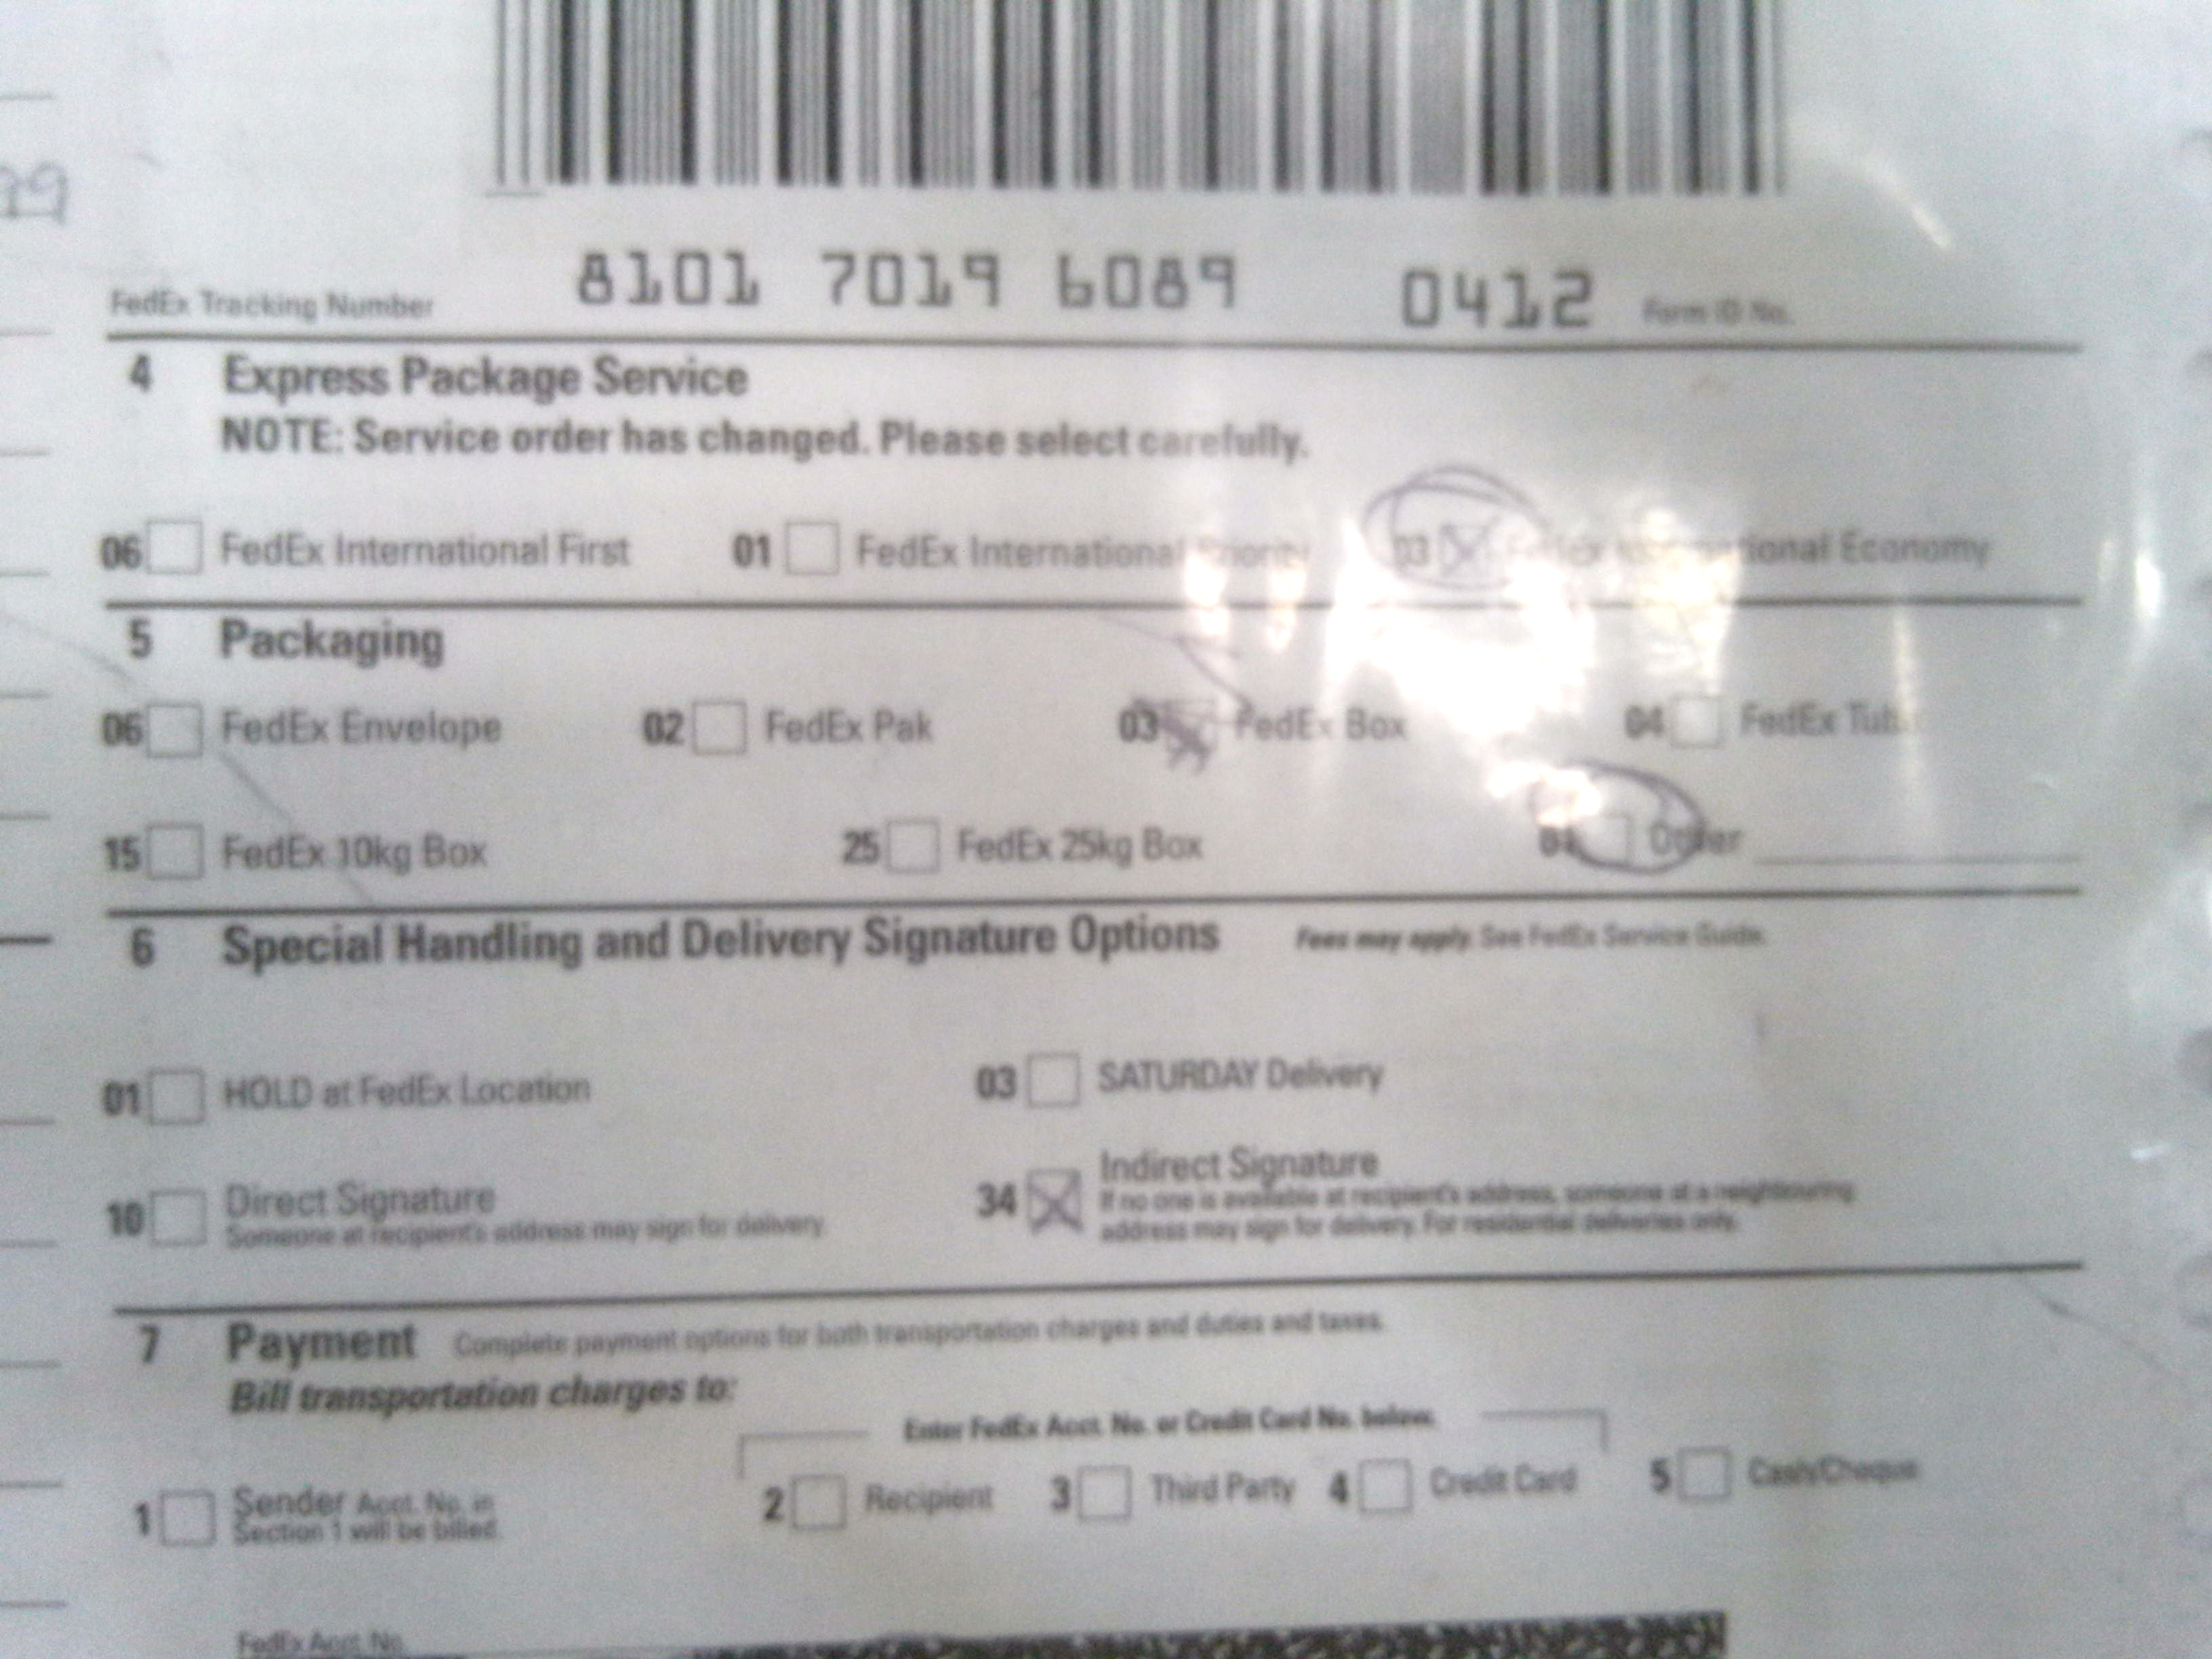 99
8101 7019 6089 0412
FedEx Tracking Number Form ID No.
4 Express Package Service
NOTE: Service order has changed. Please select carefully.
06 FedEx International First 01 FedEx International Priority 03 FedEx International Economy
5 Packaging
06 FedEx Envelope 02 FedEx Pak 03 FedEx Box 04 FedEx Tube
15 FedEx 10kg Box 25 FedEx 25kg Box 01 Other
6 Special Handling and Delivery Signature Options Fees may apply. See FedEx Service Guide.
01 HOLD at FedEx Location 03 SATURDAY Delivery
10 Direct Signature
Someone at recipient's address may sign for delivery.
34 Indirect Signature
If no one is available at recipient's address, someone at a neighbouring
address may sign for delivery. For residential deliveries only.
7 Payment Complete payment options for both transportation charges and duties and taxes.
Bill transportation charges to:
Enter FedEx Acct. No. or Credit Card No. below.
1 Sender Acct. No. in
Section 1 will be billed.
2 Recipient 3 Third Party 4 Credit Card 5 Cash/Cheque
FedEx Acct. No.